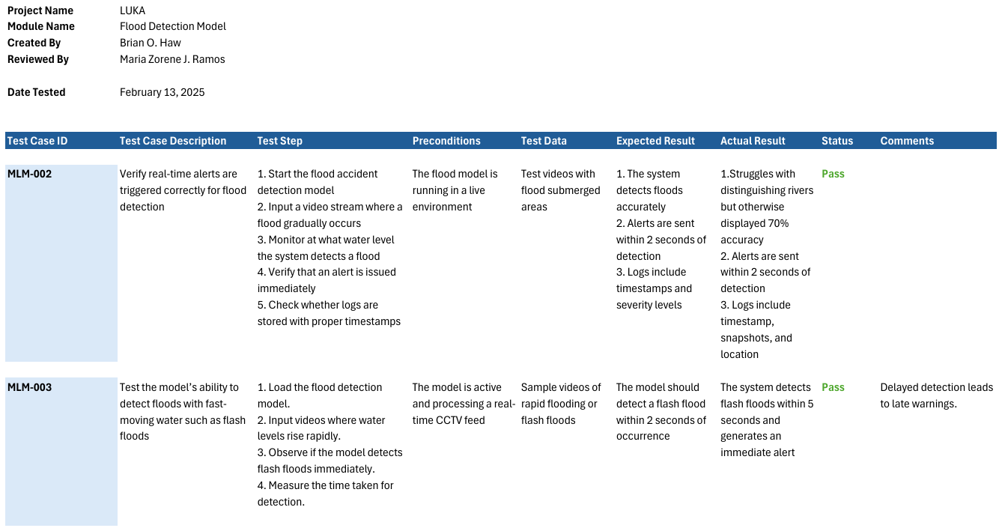 Project Name LUKA
Module Name Flood Detection Model
Created By Brian O. Haw
Reviewed By Maria Zorene J. Ramos
Date Tested February 13, 2025
Test Case ID Test Case Description Test Step Preconditions Test Data Expected Result Actual Result Status Comments
MLM-002
Verify real-time alerts are
triggered correctly for flood
detection
1. Start the flood accident
detection model
2. Input a video stream where a
flood gradually occurs
3. Monitor at what water level
the system detects a flood
4. Verify that an alert is issued
immediately
5. Check whether logs are
stored with proper timestamps
The flood model is
running in a live
environment
Test videos with
flood submerged
areas
1. The system
detects floods
accurately
2. Alerts are sent
within 2 seconds of
detection
3. Logs include
timestamps and
severity levels
1.Struggles with
distinguishing rivers
but otherwise
displayed 70%
accuracy
2. Alerts are sent
within 2 seconds of
detection
3. Logs include
timestamp,
snapshots, and
location
Pass
MLM-003
Test the model’s ability to
detect floods with fast-
moving water such as flash
floods
1. Load the flood detection
model.
2. Input videos where water
levels rise rapidly.
3. Observe if the model detects
flash floods immediately.
4. Measure the time taken for
detection.
The model is active
and processing a real-
time CCTV feed
Sample videos of
rapid flooding or
flash floods
The model should
detect a flash flood
within 2 seconds of
occurrence
The system detects
flash floods within 5
seconds and
generates an
immediate alert
Pass
Delayed detection leads
to late warnings.